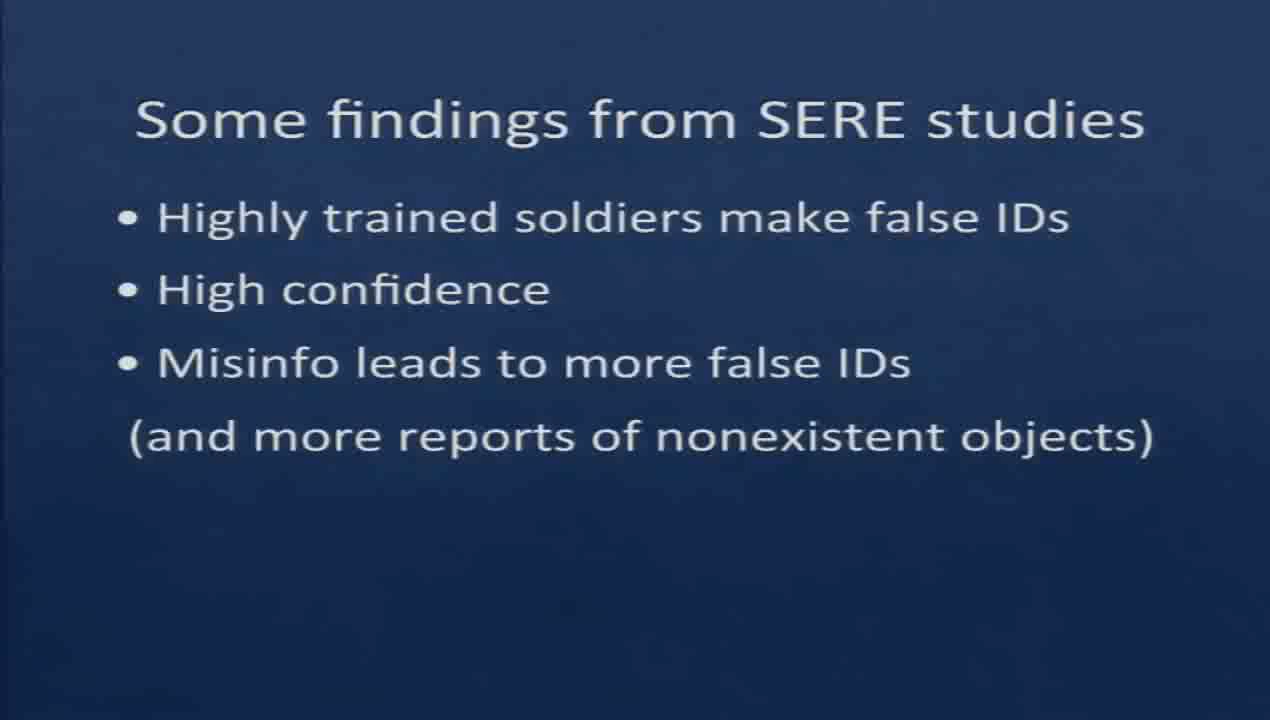 Some findings from SERE studies
• Highly trained soldiers make false IDs
• High confidence
• Misinfo leads to more false IDs
(and more reports of nonexistent objects)